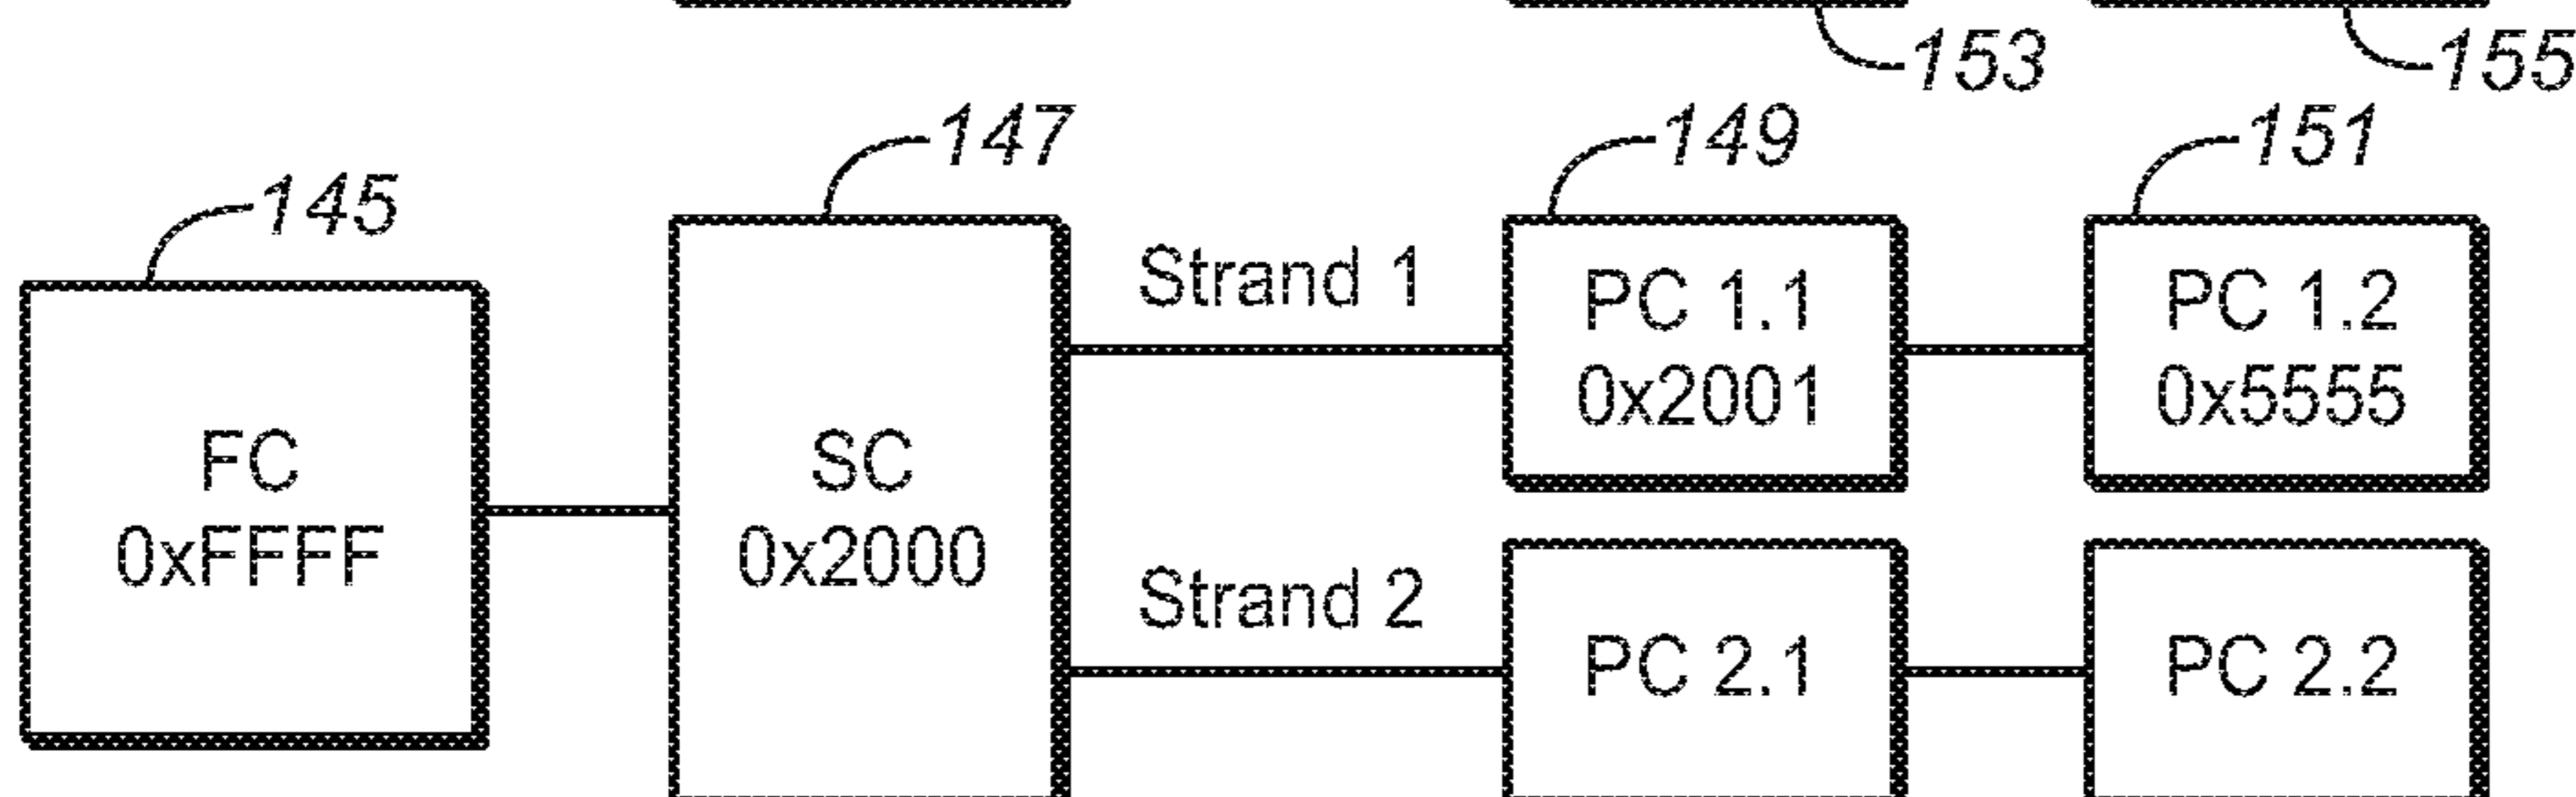 153
155
147
149
151
145
Strand 1
PC 1.1
0x2001
PC 1.2
0x5555
FC
0xFFFF
SC
0x2000
Strand 2
PC 2.1
PC 2.2